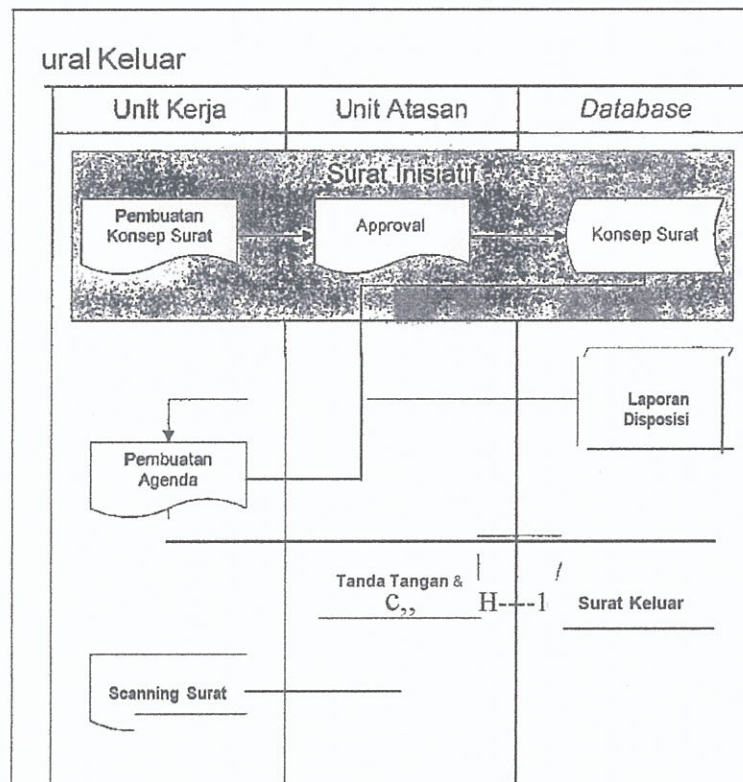 ural Keluar
UnIt Kerja
Unit Atasan
Database
Surat Inisiatif
Pembuatan
Konsep Surat
Approval
Konsep Surat
Laporan
Disposisi
Pembuatan
Agenda
Tanda Tangan &
C,,
H----1
Surat Keluar
Scanning Surat